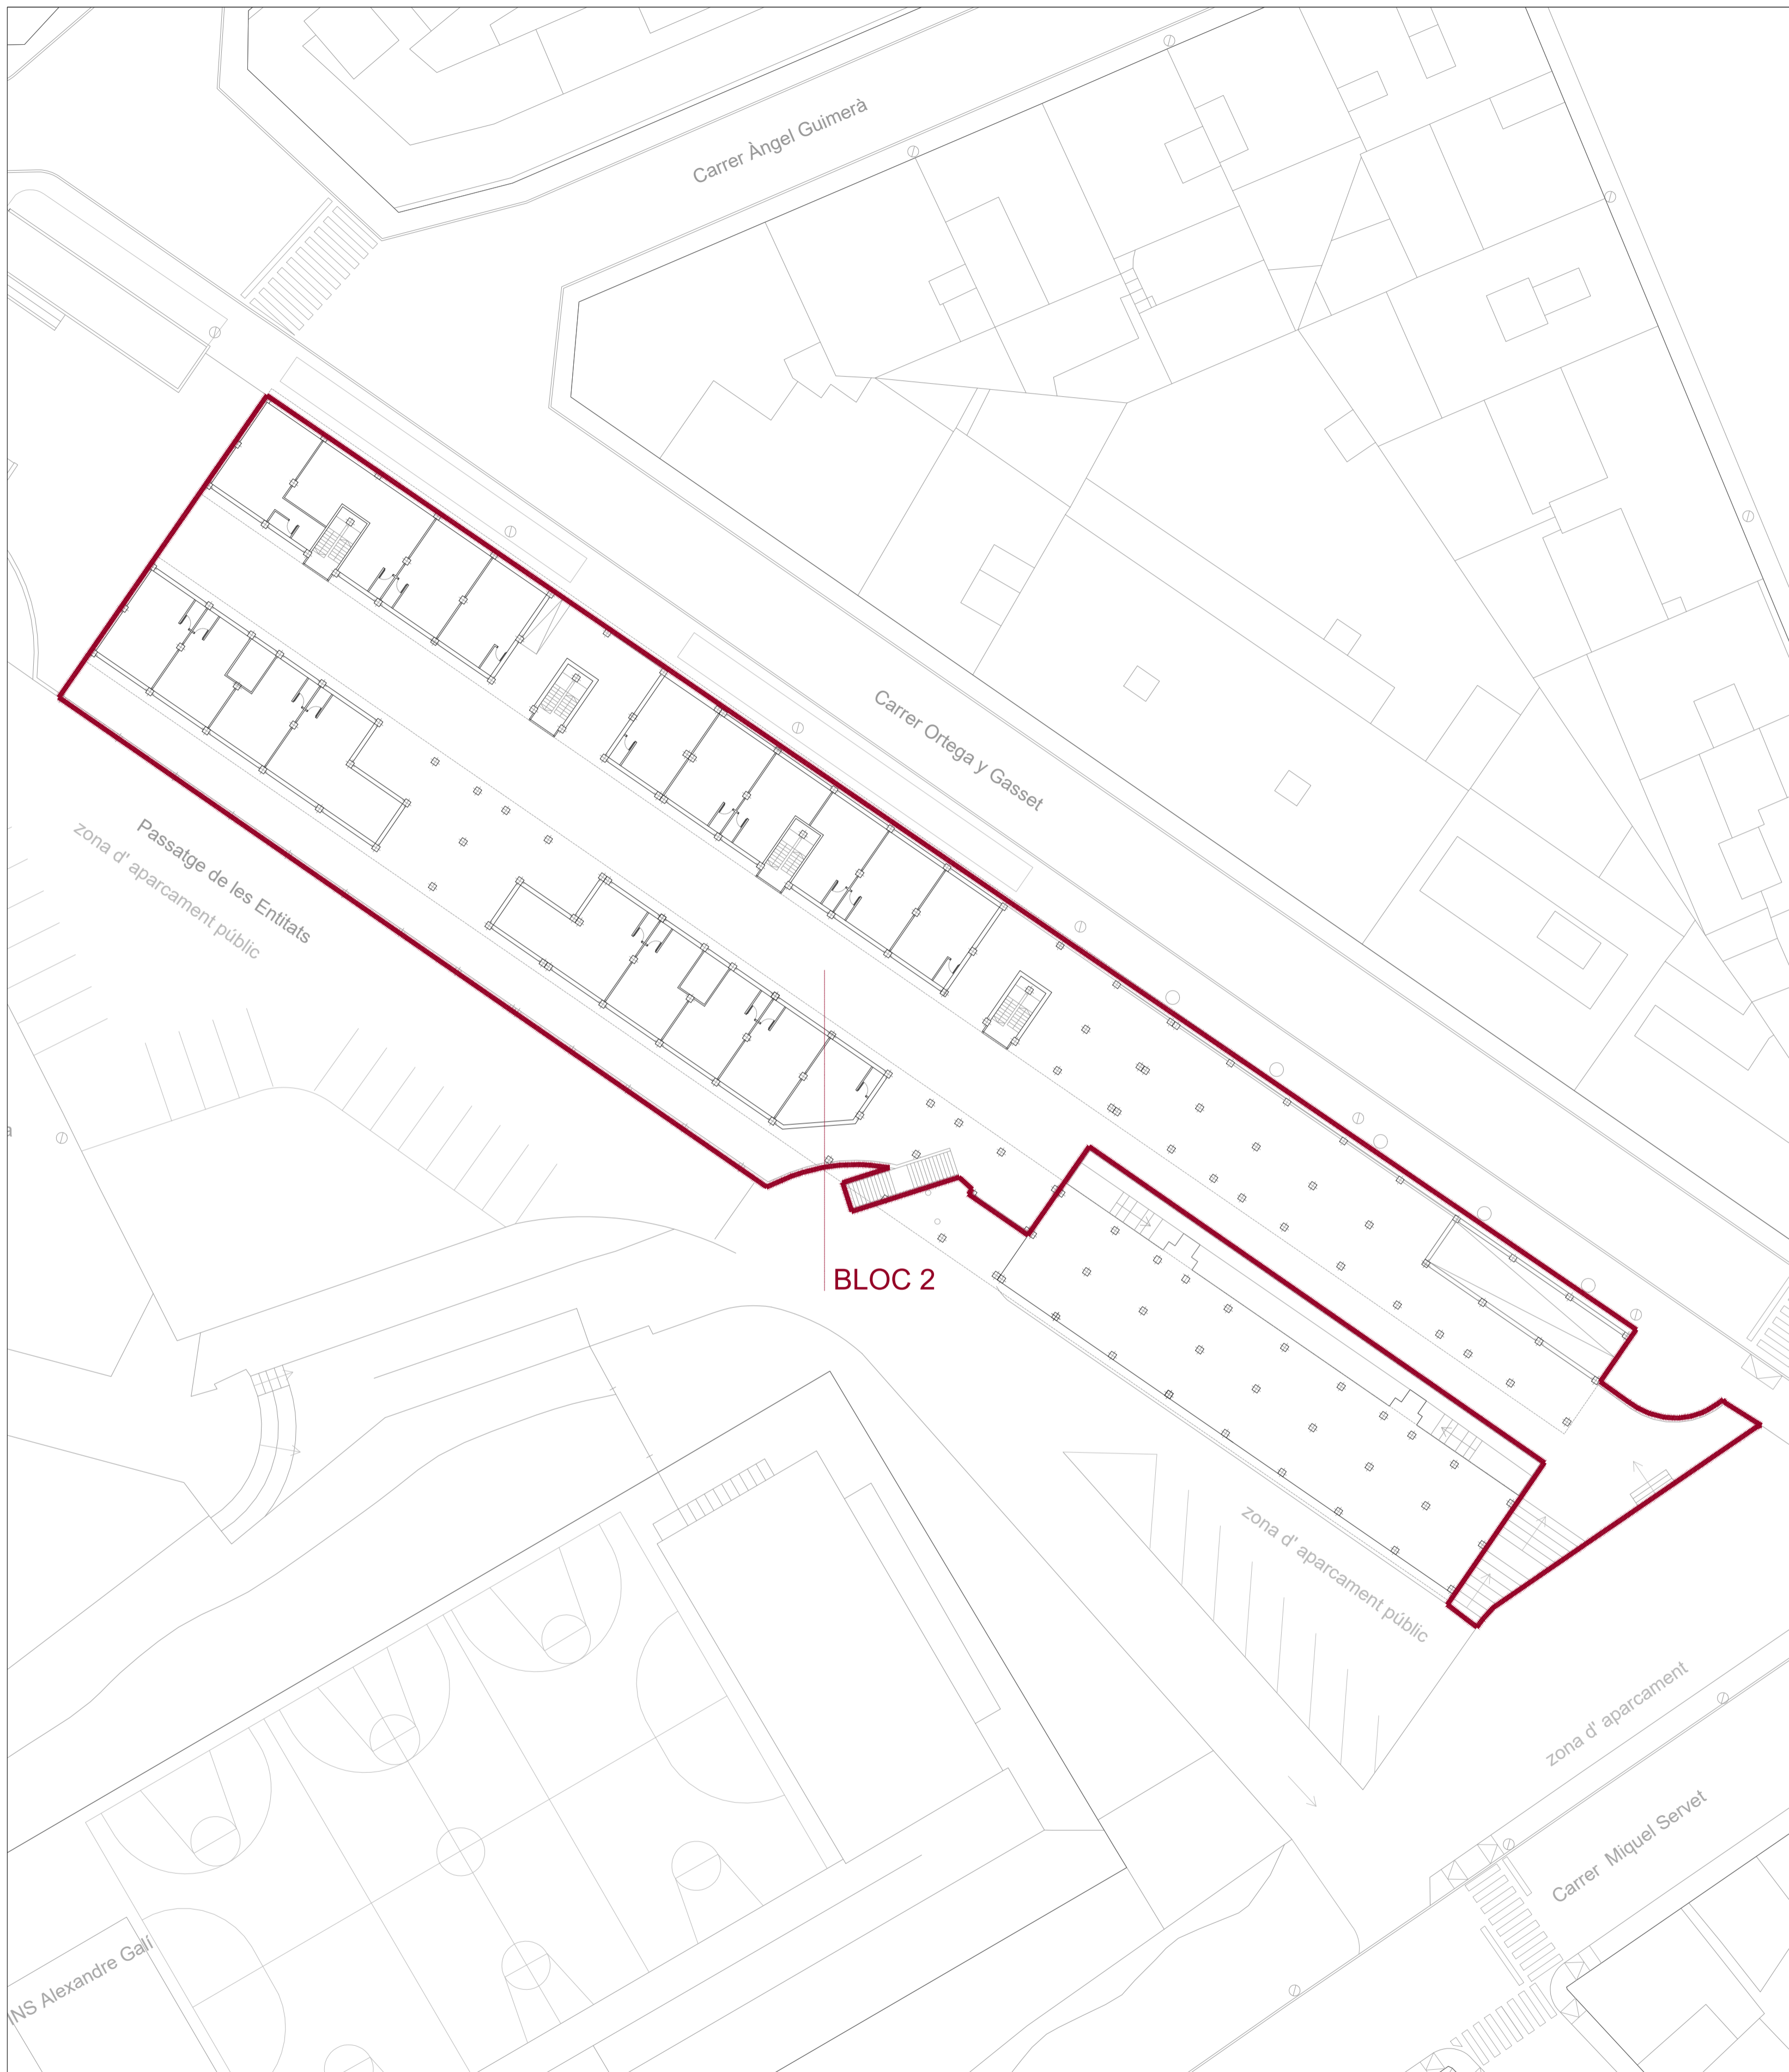 Carrer Àngel Guimerà
Carrer Ortega y Gasset
Passatge de les Entitats
zona d' aparcament públic
a
BLOC 2
zona d' aparcament públic
zona d' aparcament
Carrer Miquel Servet
INS Alexandre Galí